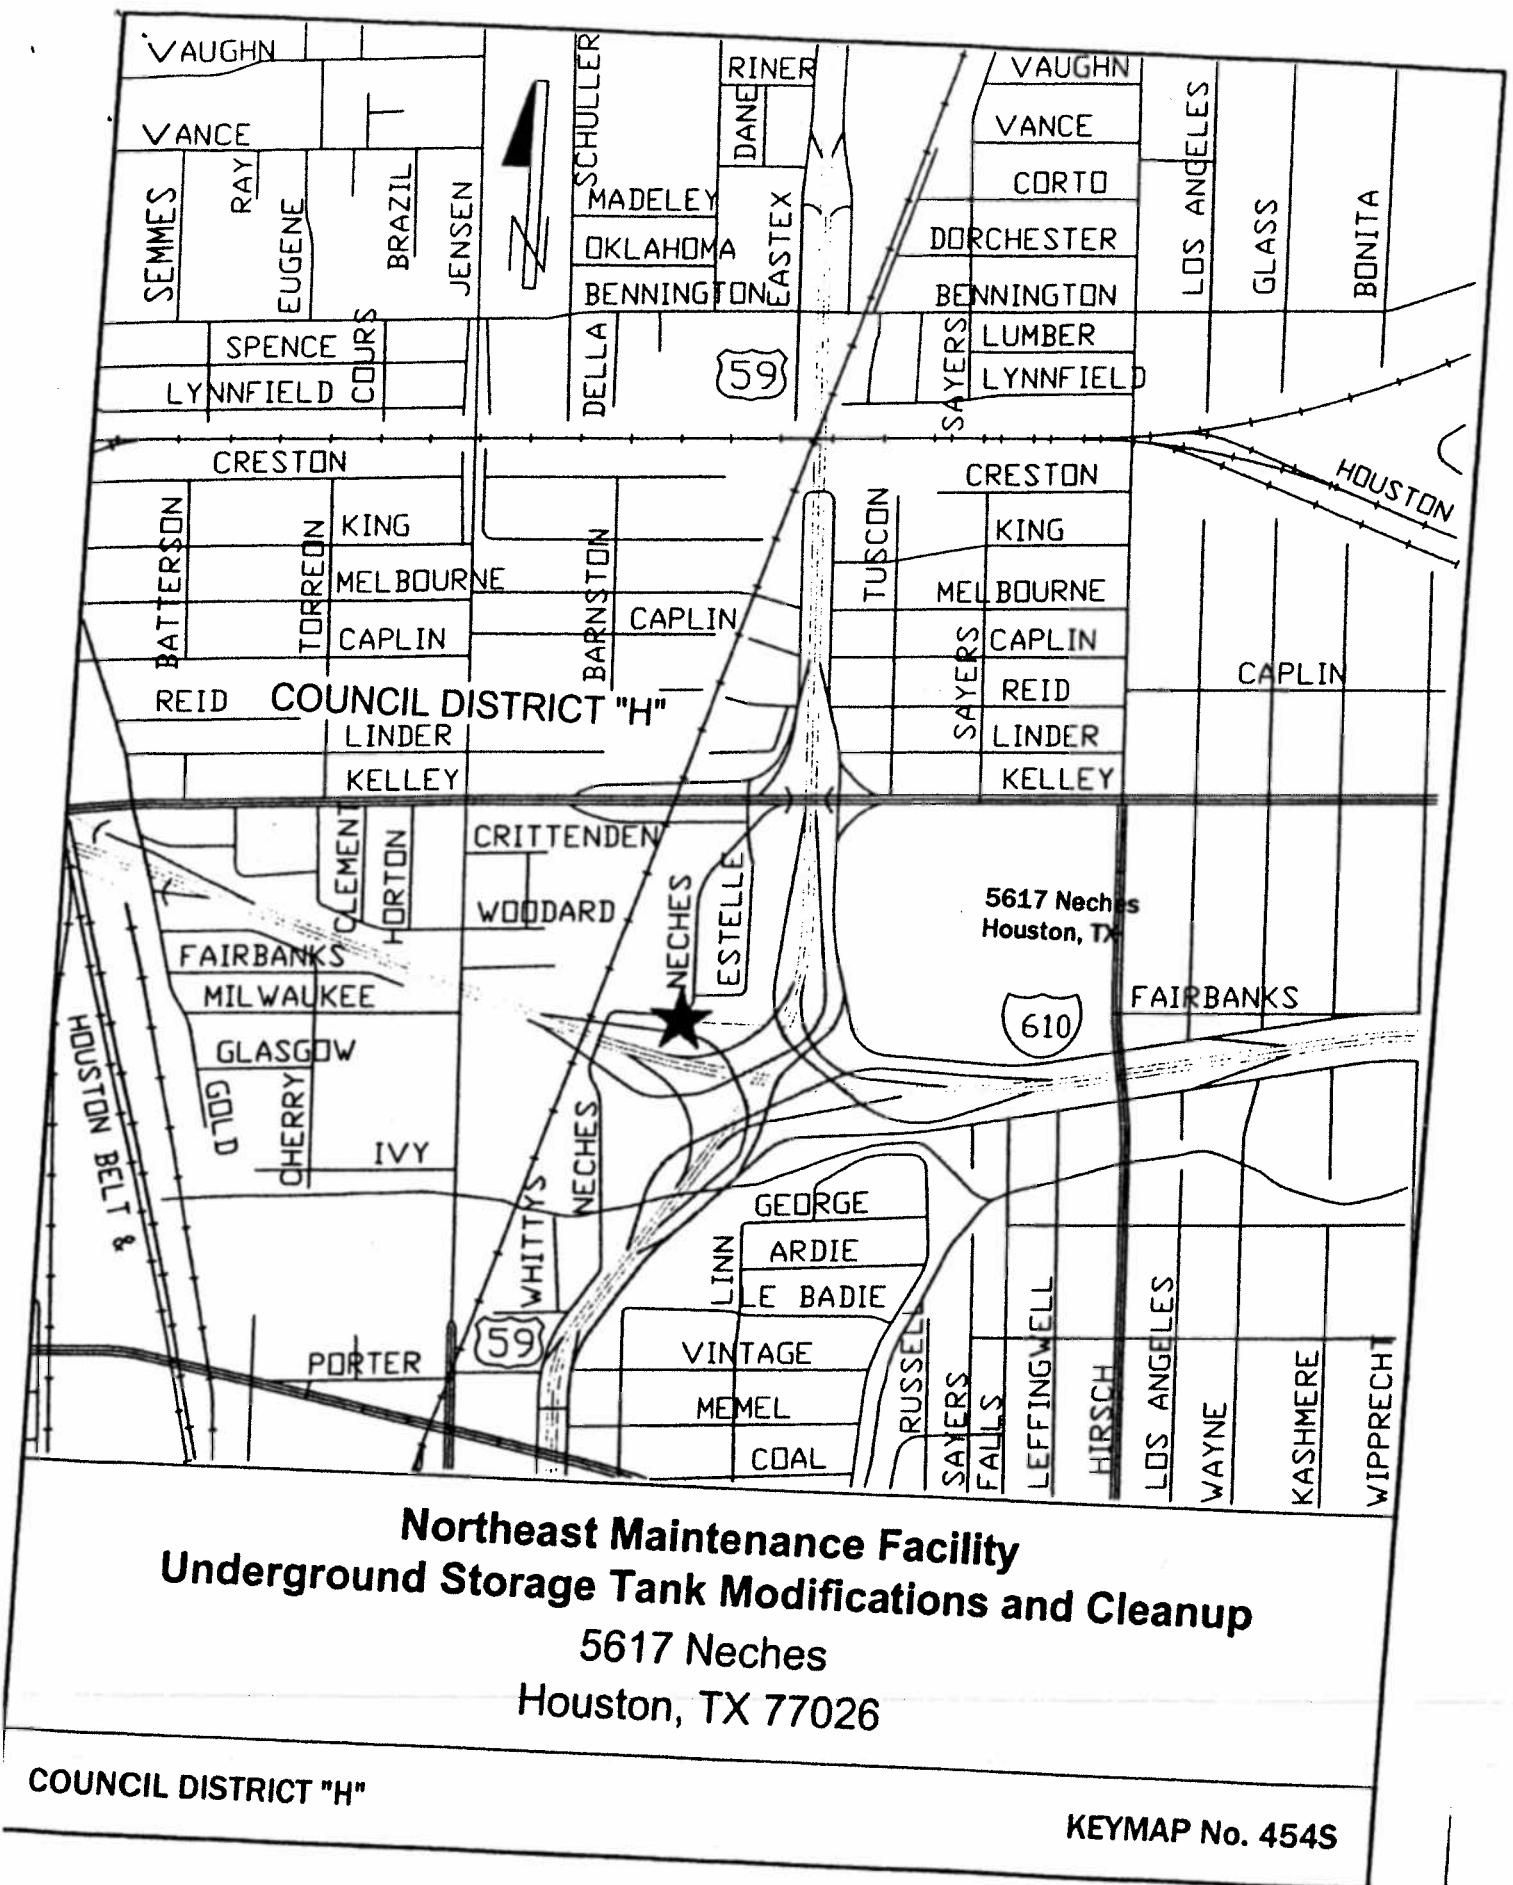 VAUGHN
SCHULLER
RINER
VAUGHN
DANE
LOS ANGELES
VANCE
VANCE
RAY
BRAZIL
JENSEN
CORTO
SEMMES
EUGENE
MADELEY
EASTEX
GLASS
BONITA
N
OKLAHOMA
DORCHESTER
BENNINGTON
BENNINGTON
SPENCE
COURS
DELLA
59
SAYERS
LUMBER
LYNNFIELD
LYNNFIELD
CRESTON
CRESTON
HOUSTON
BATTERSON
TORREON
KING
BARNSTON
TUSCON
KING
MELBOURNE
MELBOURNE
CAPLIN
CAPLIN
SAYERS
CAPLIN
CAPLIN
REID
COUNCIL DISTRICT "H"
REID
LINDER
LINDER
KELLEY
KELLEY
CLEMENT
HORTON
CRITTENDEN
NECHES
ESTELLE
WOODARD
5617 Neches
Houston, TX
FAIRBANKS
MILWAUKEE
FAIRBANKS
610
HOUSTON BELT &
GLASGOW
GOLD
CHERRY
NECHES
IVY
WHITTYS
GEORGE
LINN
ARDIE
LE BADIE
59
PORTER
VINTAGE
MEMEL
COAL
RUSSELL
SAYERS
FALLS
LEFFINGWELL
HIRSCH
LOS ANGELES
WAYNE
KASHMERE
WIPPRECHT
Northeast Maintenance Facility
Underground Storage Tank Modifications and Cleanup
5617 Neches
Houston, TX 77026
COUNCIL DISTRICT "H"
KEYMAP No. 454S